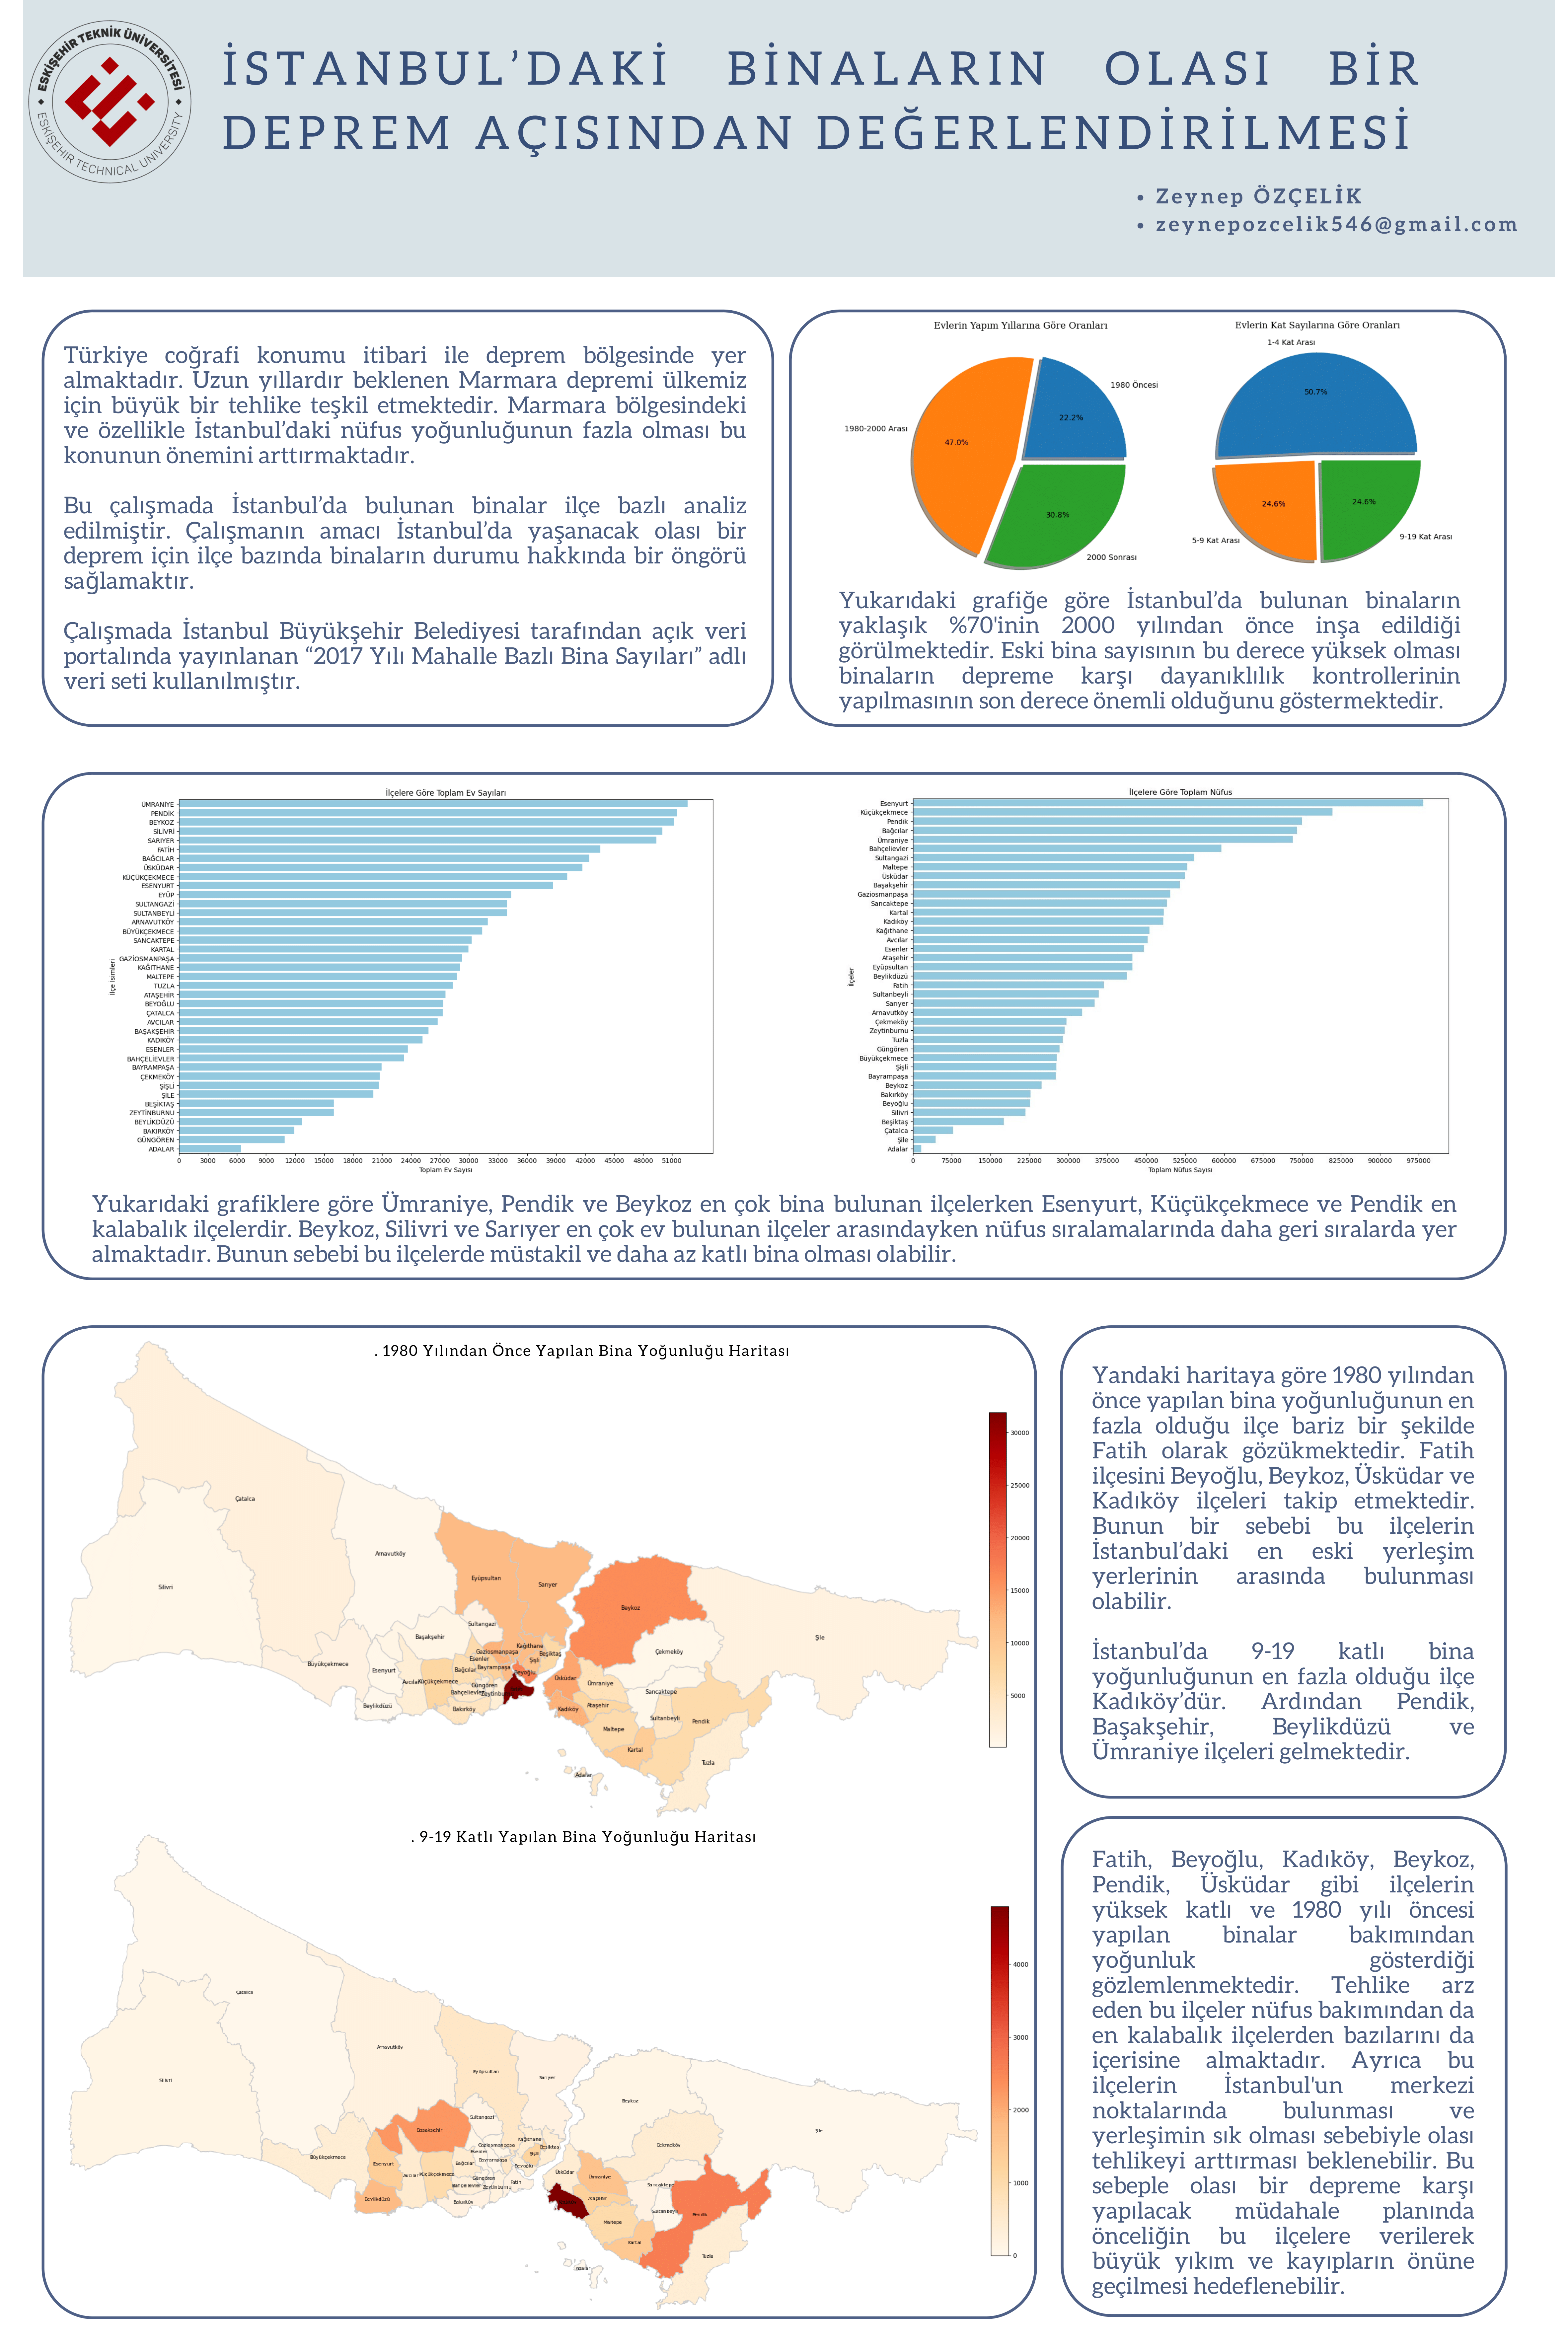 ESKİŞEHİR TEKNİK ÜNİVERSİTESİ
ESKİŞEHİR TECHNICAL UNIVERSITY
İSTANBUL’DAKİ BİNALARIN OLASI BİR
DEPREM AÇISINDAN DEĞERLENDİRİLMESİ
• Zeynep ÖZÇELİK
• zeynepozcelik546@gmail.com
Türkiye coğrafi konumu itibari ile deprem bölgesinde yer
almaktadır. Uzun yıllardır beklenen Marmara depremi ülkemiz
için büyük bir tehlike teşkil etmektedir. Marmara bölgesindeki
ve özellikle İstanbul’daki nüfus yoğunluğunun fazla olması bu
konunun önemini arttırmaktadır.
Bu çalışmada İstanbul’da bulunan binalar ilçe bazlı analiz
edilmiştir. Çalışmanın amacı İstanbul’da yaşanacak olası bir
deprem için ilçe bazında binaların durumu hakkında bir öngörü
sağlamaktır.
Çalışmada İstanbul Büyükşehir Belediyesi tarafından açık veri
portalında yayınlanan “2017 Yılı Mahalle Bazlı Bina Sayıları” adlı
veri seti kullanılmıştır.
Evlerin Yapım Yıllarına Göre Oranları
1980 Öncesi
22.2%
1980-2000 Arası
47.0%
30.8%
2000 Sonrası
Evlerin Kat Sayılarına Göre Oranları
1-4 Kat Arası
50.7%
24.6%
24.6%
5-9 Kat Arası
9-19 Kat Arası
Yukarıdaki grafiğe göre İstanbul’da bulunan binaların
yaklaşık %70'inin 2000 yılından önce inşa edildiği
görülmektedir. Eski bina sayısının bu derece yüksek olması
binaların depreme karşı dayanıklılık kontrollerinin
yapılmasının son derece önemli olduğunu göstermektedir.
İlçelere Göre Toplam Ev Sayıları
İlçe İsimleri
ÜMRANİYE
PENDİK
BEYKOZ
SİLİVRİ
SARIYER
FATİH
BAĞCILAR
ÜSKÜDAR
KÜÇÜKÇEKMECE
ESENYURT
EYÜP
SULTANGAZİ
SULTANBEYLİ
ARNAVUTKÖY
BÜYÜKÇEKMECE
SANCAKTEPE
KARTAL
GAZİOSMANPAŞA
KAĞITHANE
MALTEPE
TUZLA
ATAŞEHİR
BEYOĞLU
ÇATALCA
AVCILAR
BAŞAKŞEHİR
KADIKÖY
ESENLER
BAHÇELİEVLER
BAYRAMPAŞA
ÇEKMEKÖY
ŞİŞLİ
ŞİLE
BEŞİKTAŞ
ZEYTİNBURNU
BEYLİKDÜZÜ
BAKIRKÖY
GÜNGÖREN
ADALAR
0 3000 6000 9000 12000 15000 18000 21000 24000 27000 30000 33000 36000 39000 42000 45000 48000 51000
Toplam Ev Sayısı
İlçelere Göre Toplam Nüfus
İlçeler
Esenyurt
Küçükçekmece
Pendik
Bağcılar
Ümraniye
Bahçelievler
Sultangazi
Maltepe
Üsküdar
Başakşehir
Gaziosmanpaşa
Sancaktepe
Kartal
Kadıköy
Kağıthane
Avcılar
Esenler
Ataşehir
Eyüpsultan
Beylikdüzü
Fatih
Sultanbeyli
Sarıyer
Arnavutköy
Çekmeköy
Zeytinburnu
Tuzla
Güngören
Büyükçekmece
Şişli
Bayrampaşa
Beykoz
Bakırköy
Beyoğlu
Silivri
Beşiktaş
Çatalca
Şile
Adalar
0 75000 150000 225000 300000 375000 450000 525000 600000 675000 750000 825000 900000 975000
Toplam Nüfus Sayısı
Yukarıdaki grafiklere göre Ümraniye, Pendik ve Beykoz en çok bina bulunan ilçelerken Esenyurt, Küçükçekmece ve Pendik en
kalabalık ilçelerdir. Beykoz, Silivri ve Sarıyer en çok ev bulunan ilçeler arasındayken nüfus sıralamalarında daha geri sıralarda yer
almaktadır. Bunun sebebi bu ilçelerde müstakil ve daha az katlı bina olması olabilir.
. 1980 Yılından Önce Yapılan Bina Yoğunluğu Haritası
Çatalca
Silivri
Arnavutköy
Eyüpsultan
Sarıyer
Beykoz
Şile
Sultangazi
Başakşehir
Büyükçekmece
Esenyurt
Kağıthane
Gaziosmanpaşa
Beşiktaş
Esenler
Şişli
Çekmeköy
Bağcılar
Bayrampaşa
Beyoğlu
Avcılar
Küçükçekmece
Üsküdar
Ümraniye
Güngören
Bahçelievler
Zeytinburnu
Sancaktepe
Beylikdüzü
Bakırköy
Kadıköy
Ataşehir
Sultanbeyli
Pendik
Maltepe
Kartal
Tuzla
Adalar
30000
25000
20000
15000
10000
5000
. 9-19 Katlı Yapılan Bina Yoğunluğu Haritası
Çatalca
Silivri
Arnavutköy
Eyüpsultan
Sarıyer
Beykoz
Şile
Sultangazi
Başakşehir
Büyükçekmece
Esenyurt
Kağıthane
Gaziosmanpaşa
Beşiktaş
Esenler
Şişli
Çekmeköy
Bağcılar
Bayrampaşa
Beyoğlu
Avcılar
Küçükçekmece
Üsküdar
Ümraniye
Güngören
Fatih
Bahçelievler
Zeytinburnu
Sancaktepe
Beylikdüzü
Bakırköy
Ataşehir
Sultanbeyli
Pendik
Maltepe
Kartal
Tuzla
Adalar
4000
3000
2000
1000
0
Yandaki haritaya göre 1980 yılından
önce yapılan bina yoğunluğunun en
fazla olduğu ilçe bariz bir şekilde
Fatih olarak gözükmektedir. Fatih
ilçesini Beyoğlu, Beykoz, Üsküdar ve
Kadıköy ilçeleri takip etmektedir.
Bunun bir sebebi bu ilçelerin
İstanbul’daki en eski yerleşim
yerlerinin arasında bulunması
olabilir.
İstanbul’da 9-19 katlı bina
yoğunluğunun en fazla olduğu ilçe
Kadıköy’dür. Ardından Pendik,
Başakşehir, Beylikdüzü ve
Ümraniye ilçeleri gelmektedir.
Fatih, Beyoğlu, Kadıköy, Beykoz,
Pendik, Üsküdar gibi ilçelerin
yüksek katlı ve 1980 yılı öncesi
yapılan binalar bakımından
yoğunluk gösterdiği
gözlemlenmektedir. Tehlike arz
eden bu ilçeler nüfus bakımından da
en kalabalık ilçelerden bazılarını da
içerisine almaktadır. Ayrıca bu
ilçelerin İstanbul'un merkezi
noktalarında bulunması ve
yerleşimin sık olması sebebiyle olası
tehlikeyi arttırması beklenebilir. Bu
sebeple olası bir depreme karşı
yapılacak müdahale planında
önceliğin bu ilçelere verilerek
büyük yıkım ve kayıpların önüne
geçilmesi hedeflenebilir.